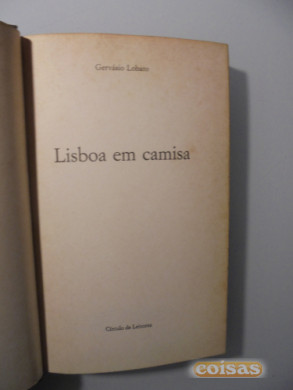 Gervásio Lobato
Lisboa em camisa
Círculo de Leitores
coisas